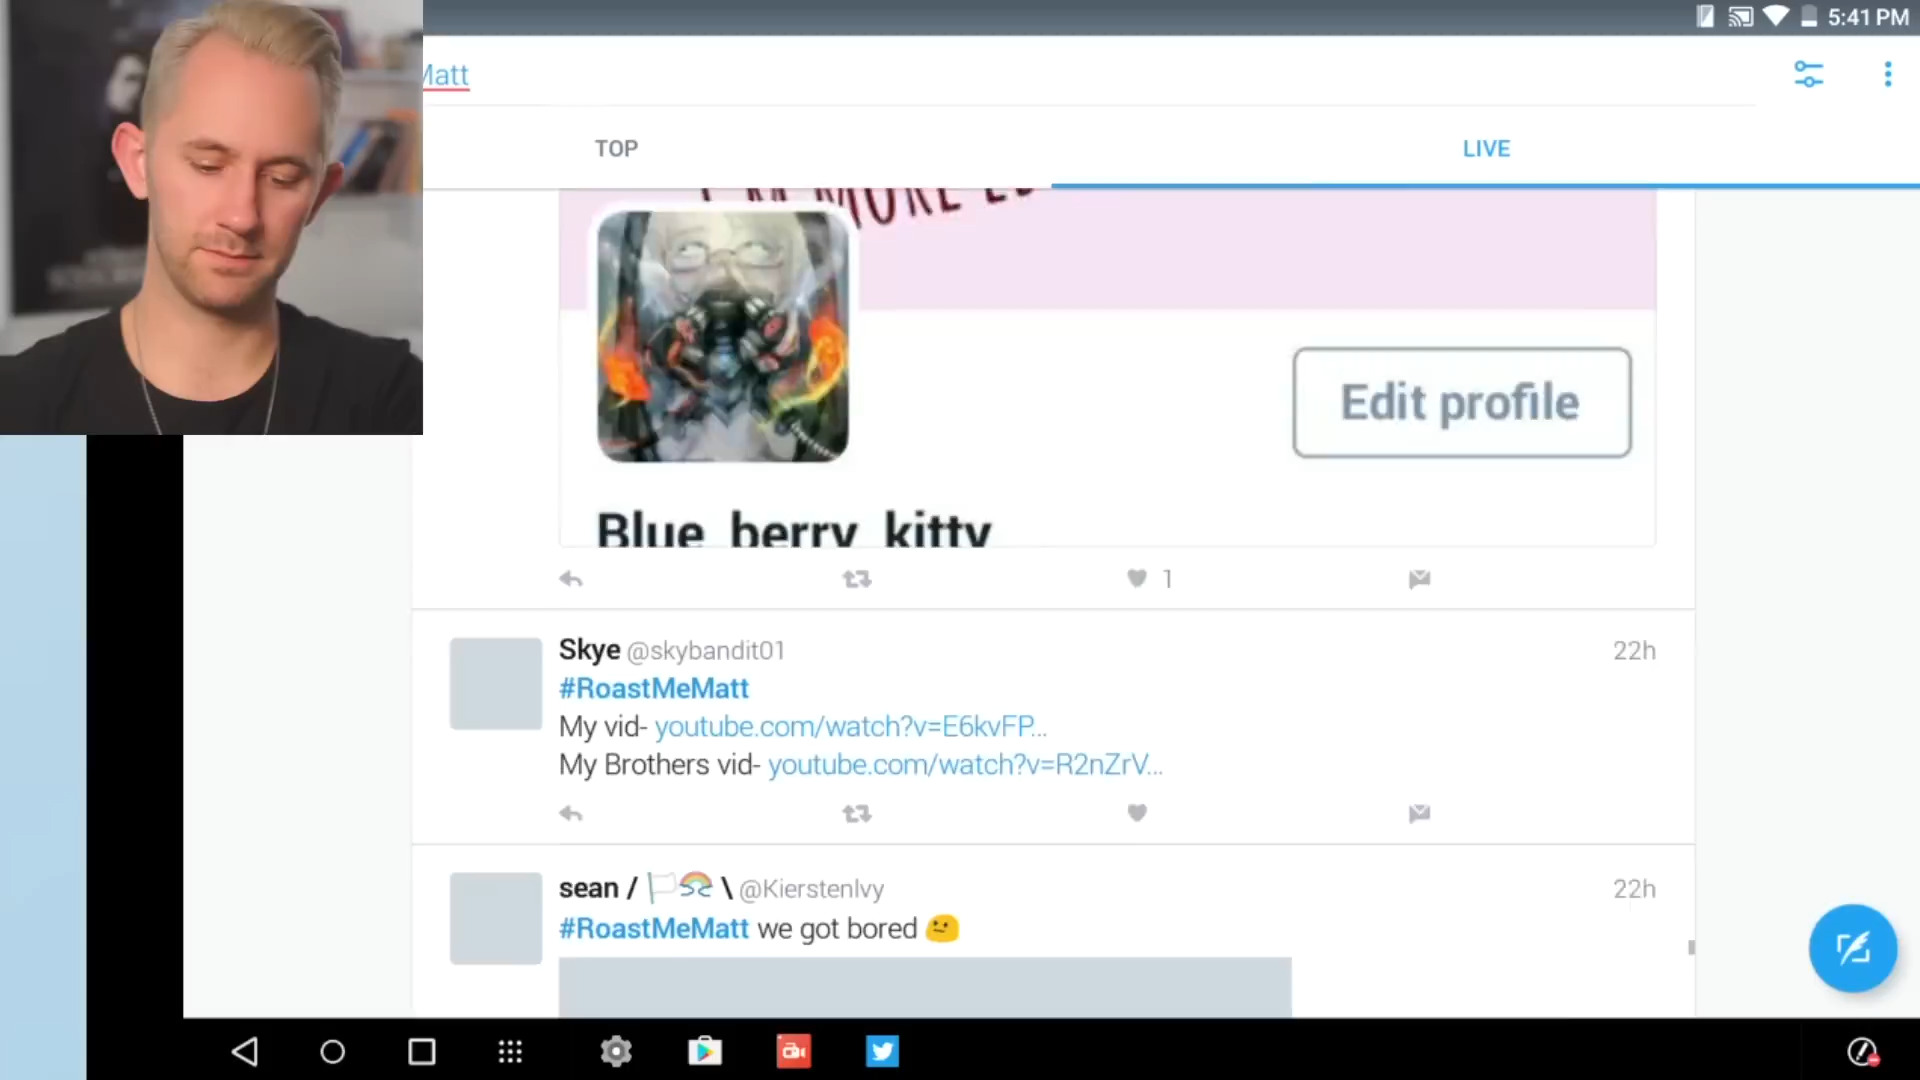 5:41 PM
Matt
TOP
LIVE
I'M MORE
Edit profile
Blue berry kitty
1
Skye @skybandit01
22h
#RoastMeMatt
My vid- youtube.com/watch?v=E6kvFP...
My Brothers vid- youtube.com/watch?v=R2nZrV...
sean / \ @KierstenIvy
22h
#RoastMeMatt we got bored